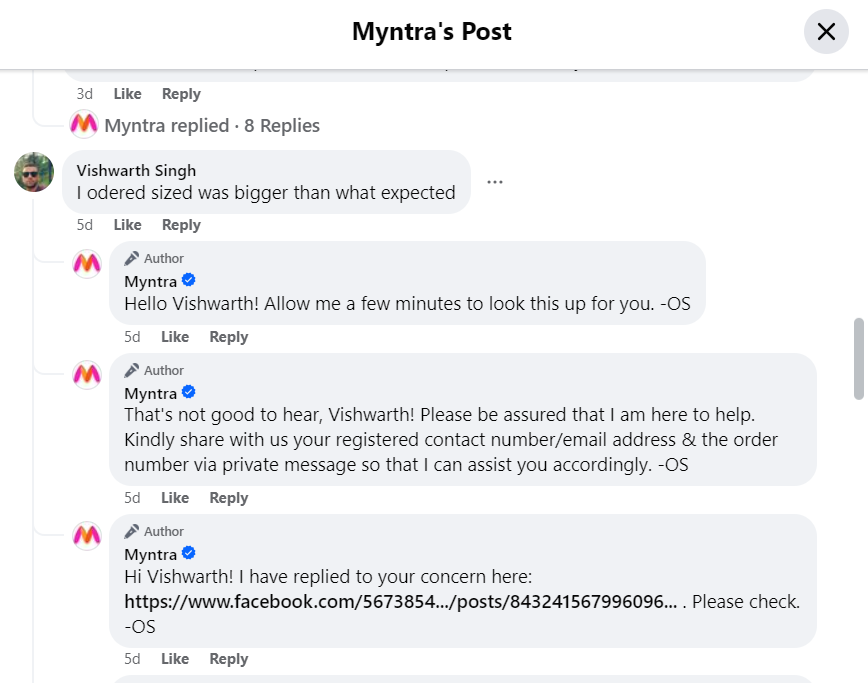 Myntra's Post
3d Like Reply
Myntra replied · 8 Replies
Vishwarth Singh
I odered sized was bigger than what expected
5d Like Reply
Author
Myntra
Hello Vishwarth! Allow me a few minutes to look this up for you. -OS
5d Like Reply
Author
Myntra
That's not good to hear, Vishwarth! Please be assured that I am here to help.
Kindly share with us your registered contact number/email address & the order
number via private message so that I can assist you accordingly. -OS
5d Like Reply
Author
Myntra
Hi Vishwarth! I have replied to your concern here:
https://www.facebook.com/5673854.../posts/843241567996096... . Please check.
-OS
5d Like Reply